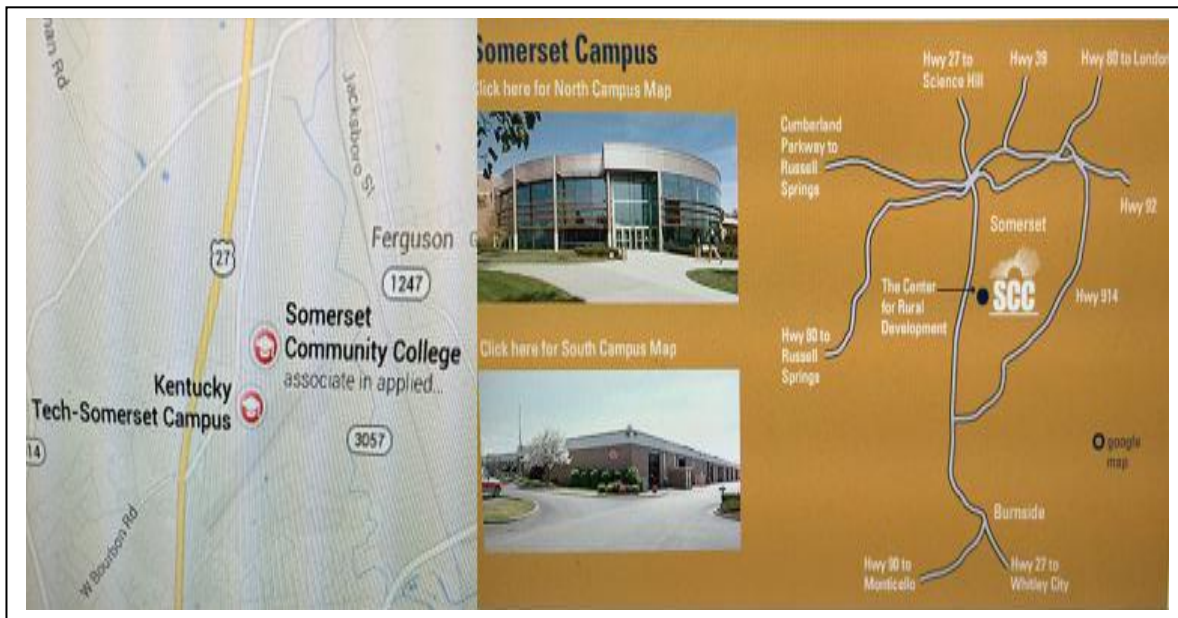 man Rd
Jacksboro St
27
Ferguson
1247
Somerset
Community College
associate in applied...
Kentucky
Tech-Somerset Campus
3057
14
W Bourbon Rd
Somerset Campus
Click here for North Campus Map
Click here for South Campus Map
Hwy 27 to
Science Hill
Hwy 39
Hwy 80 to London
Cumberland
Parkway to
Russell
Springs
Hwy 92
Somerset
SCC
The Center
for Rural
Development
Hwy 914
Hwy 80 to
Russell
Springs
google
map
Burnside
Hwy 90 to
Monticello
Hwy 27 to
Whitley City